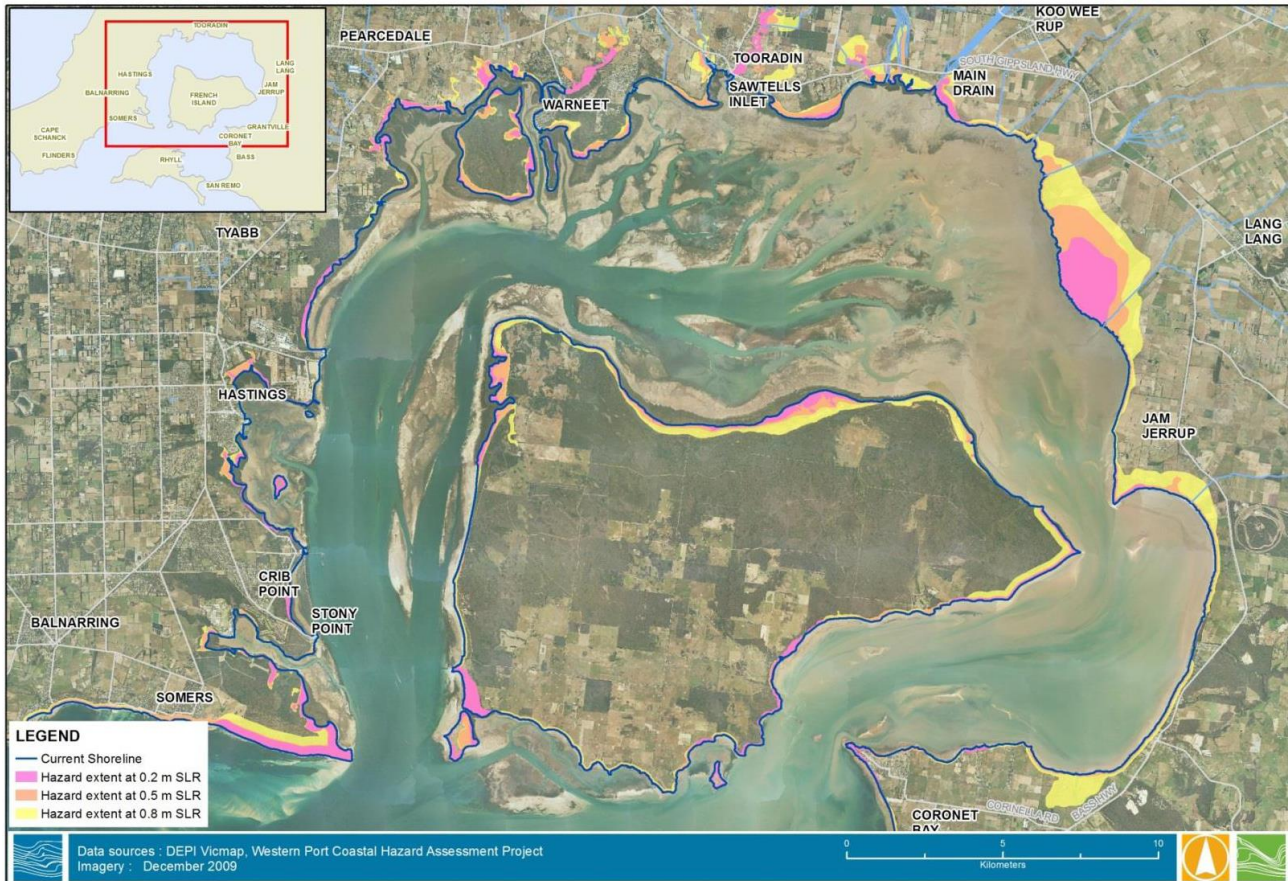 TOORADIN
LANG
LANG
HASTINGS
JAM
JERRUP
BALNARRING
FRENCH
ISLAND
SOMERS
GRANTVILLE
CAPE
SCHANCK
CORONET
BAY
FLINDERS
RHYLL
BASS
SAN REMO
PEARCEDALE
KOO WEE
RUP
TOORADIN
SOUTH GIPPSLAND HWY
SAWTELLS
INLET
MAIN
DRAIN
WARNEET
LANG
LANG
TYABB
HASTINGS
JAM
JERRUP
CRIB
POINT
STONY
POINT
BALNARRING
SOMERS
CORONET
BAY
CORINELLA RD
BASS HWY
LEGEND
Current Shoreline
Hazard extent at 0.2 m SLR
Hazard extent at 0.5 m SLR
Hazard extent at 0.8 m SLR
Data sources : DEPI Vicmap, Western Port Coastal Hazard Assessment Project
Imagery : December 2009
0 5 10
Kilometers